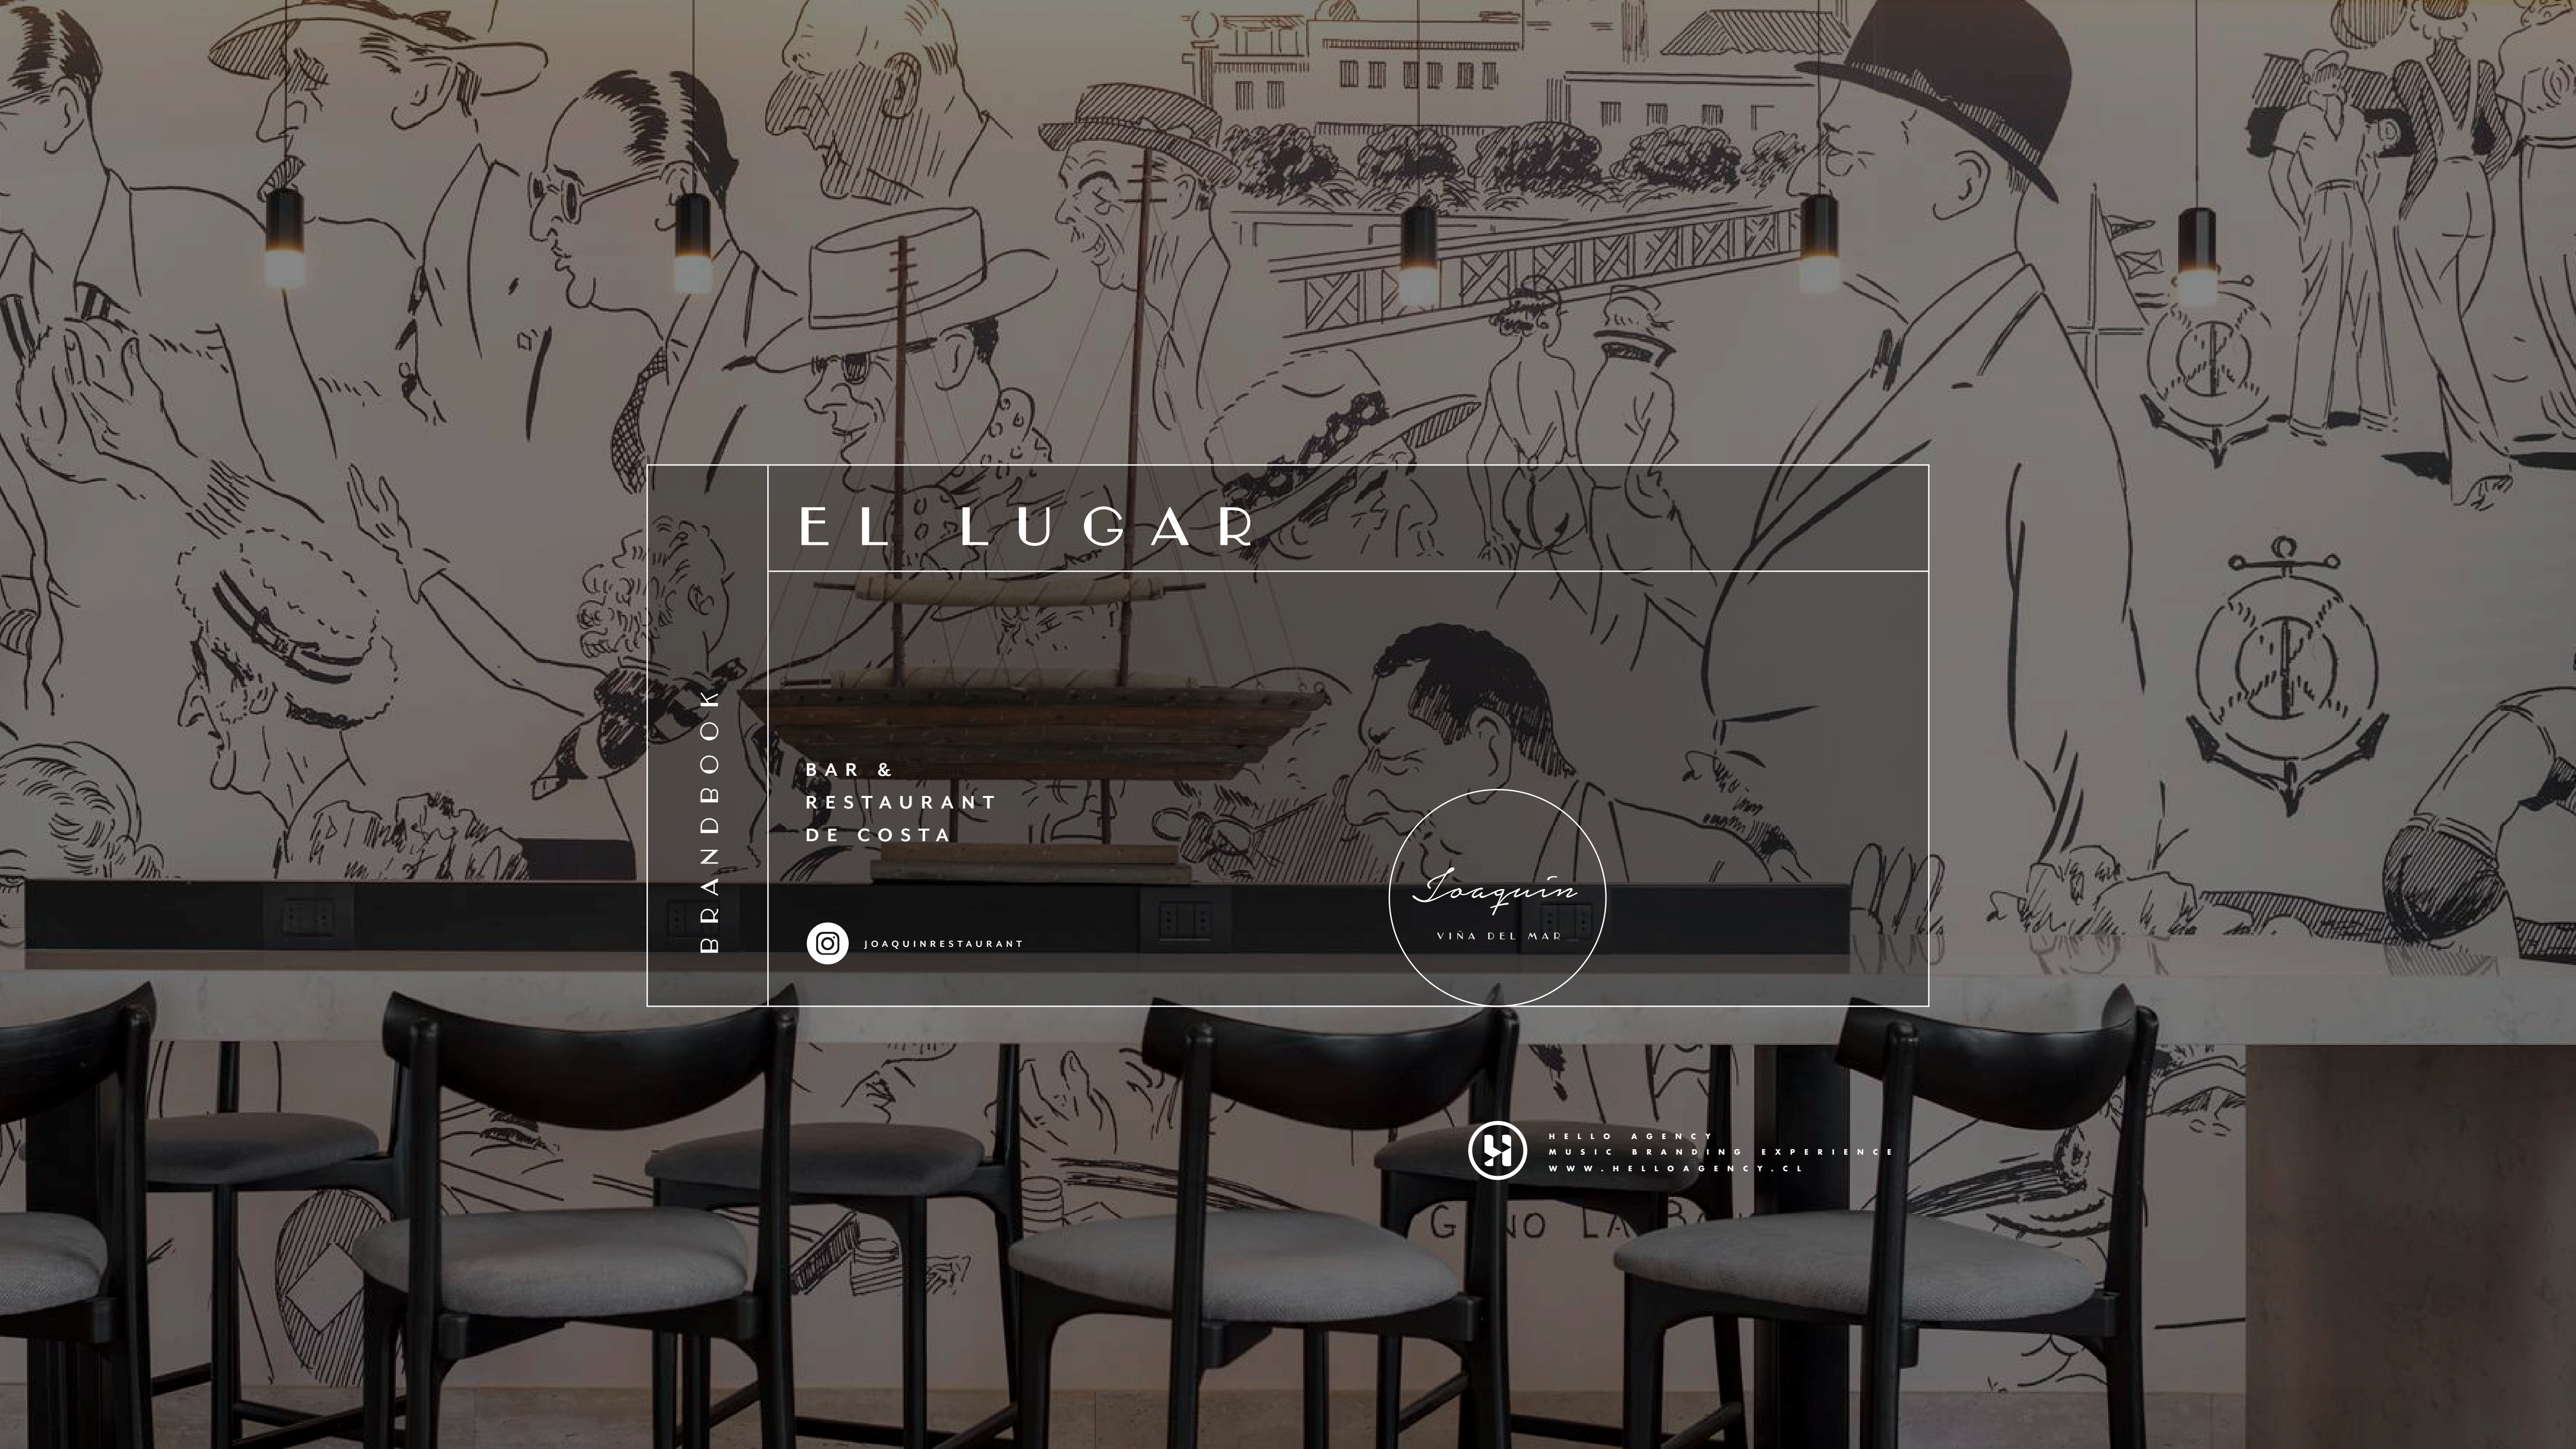 EL LUGAR
BRANDBOOK
BAR &
RESTAURANT
DE COSTA
JOAQUINRESTAURANT
Joaquin
VIÑA DEL MAR
HELLO AGENCY
MUSIC BRANDING EXPERIENCE
WWW.HELLOAGENCY.CL